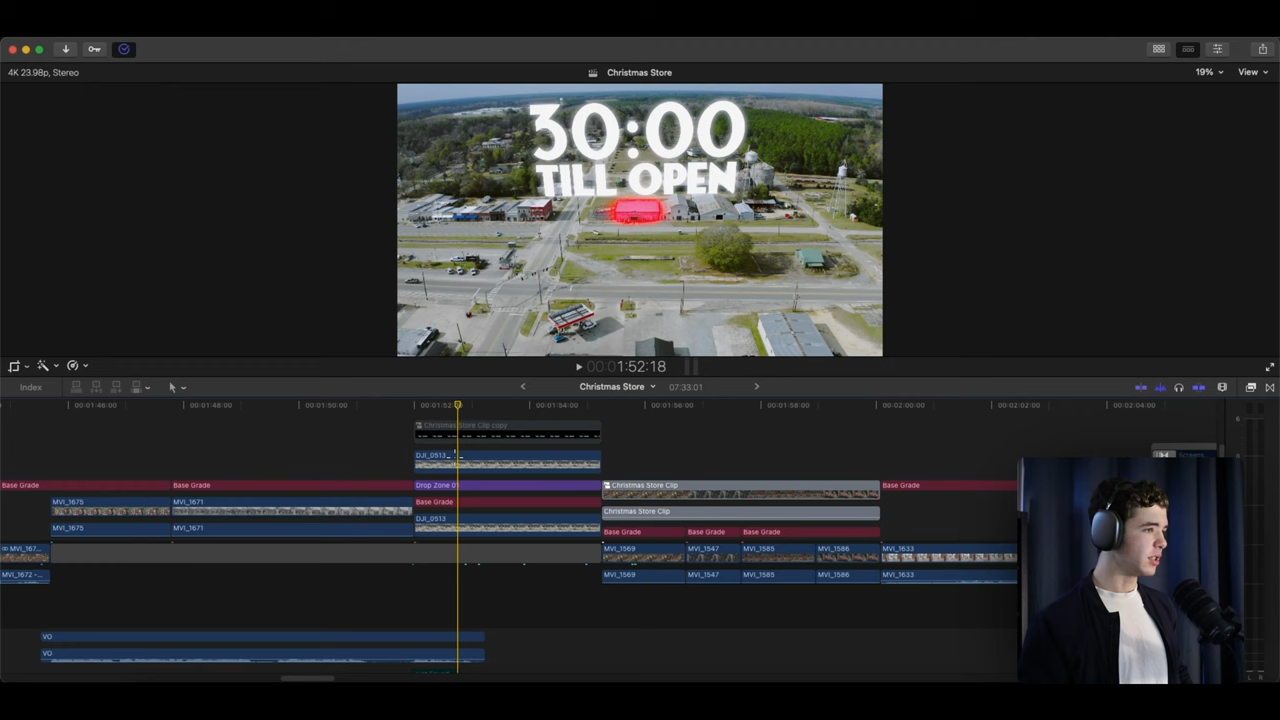 4K 23.98p, Stereo
Christmas Store
19%
View
30:00
TILL OPEN
00:00:1:52:18
Index
Christmas Store
07:33:01
00:01:46:00
00:01:48:00
00:01:50:00
00:01:52:
00:01:54:00
00:01:56:00
00:01:58:00
00:02:00:00
00:02:02:00
00:02:04:00
Christmas Store Clip copy
DJI_0513
Base Grade
Base Grade
Drop Zone 0
Christmas Store Clip
Base Grade
MVI_1675
MVI_1671
Base Grade
Christmas Store Clip
MVI_1675
MVI_1671
DJI_0513
Base Grade
Base Grade
Base Grade
MVI_167...
MVI_1569
MVI_1547
MVI_1585
MVI_1586
MVI_1633
MVI_1672 -...
MVI_1569
MVI_1547
MVI_1585
MVI_1586
MVI_1633
VO
VO
L R